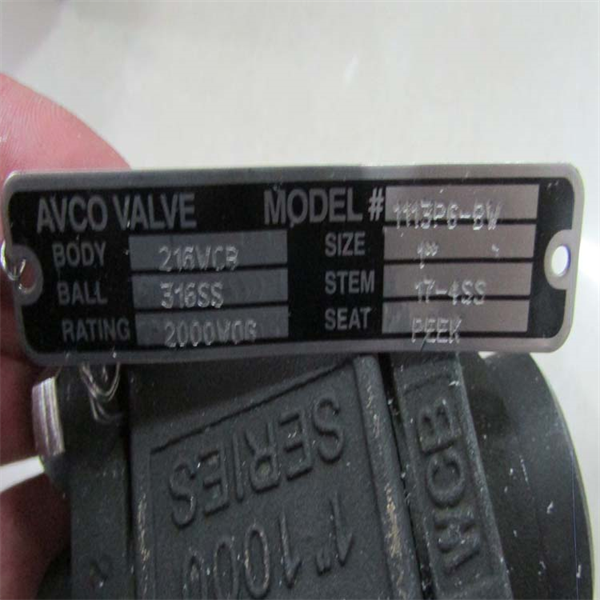 AVCO VALVE MODEL # 1113PG-BW
BODY 216WCB SIZE 1"
BALL 316SS STEM 17-4SS
RATING 2000WOG SEAT PEEK
1" 1000
SERIES
WCB